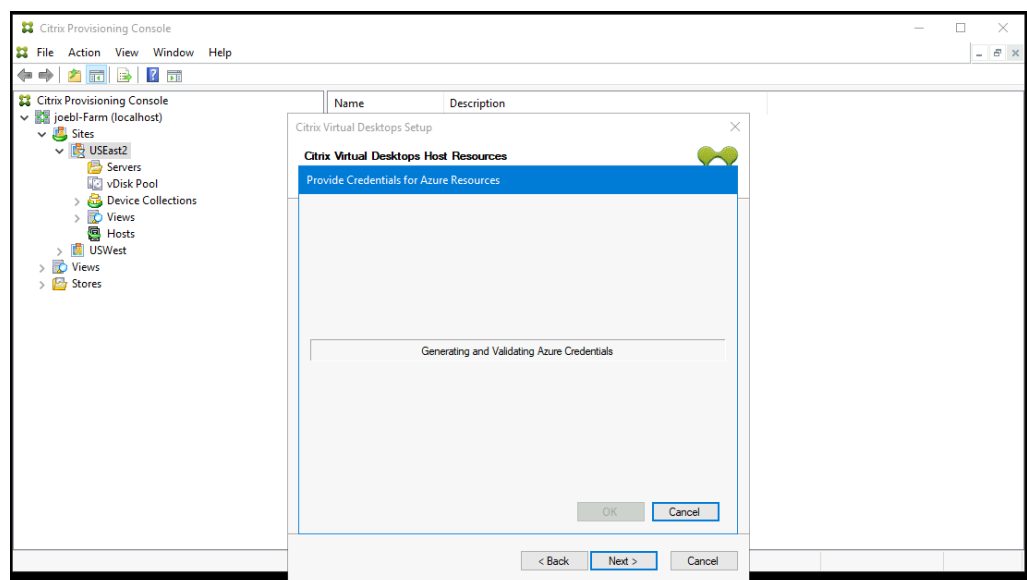 Citrix Provisioning Console
File Action View Window Help
Citrix Provisioning Console
joebl-Farm (localhost)
Sites
USEast2
Servers
vDisk Pool
Device Collections
Views
Hosts
USWest
Views
Stores
Name Description
Citrix Virtual Desktops Setup
Citrix Virtual Desktops Host Resources
Provide Credentials for Azure Resources
Generating and Validating Azure Credentials
OK Cancel
< Back Next > Cancel